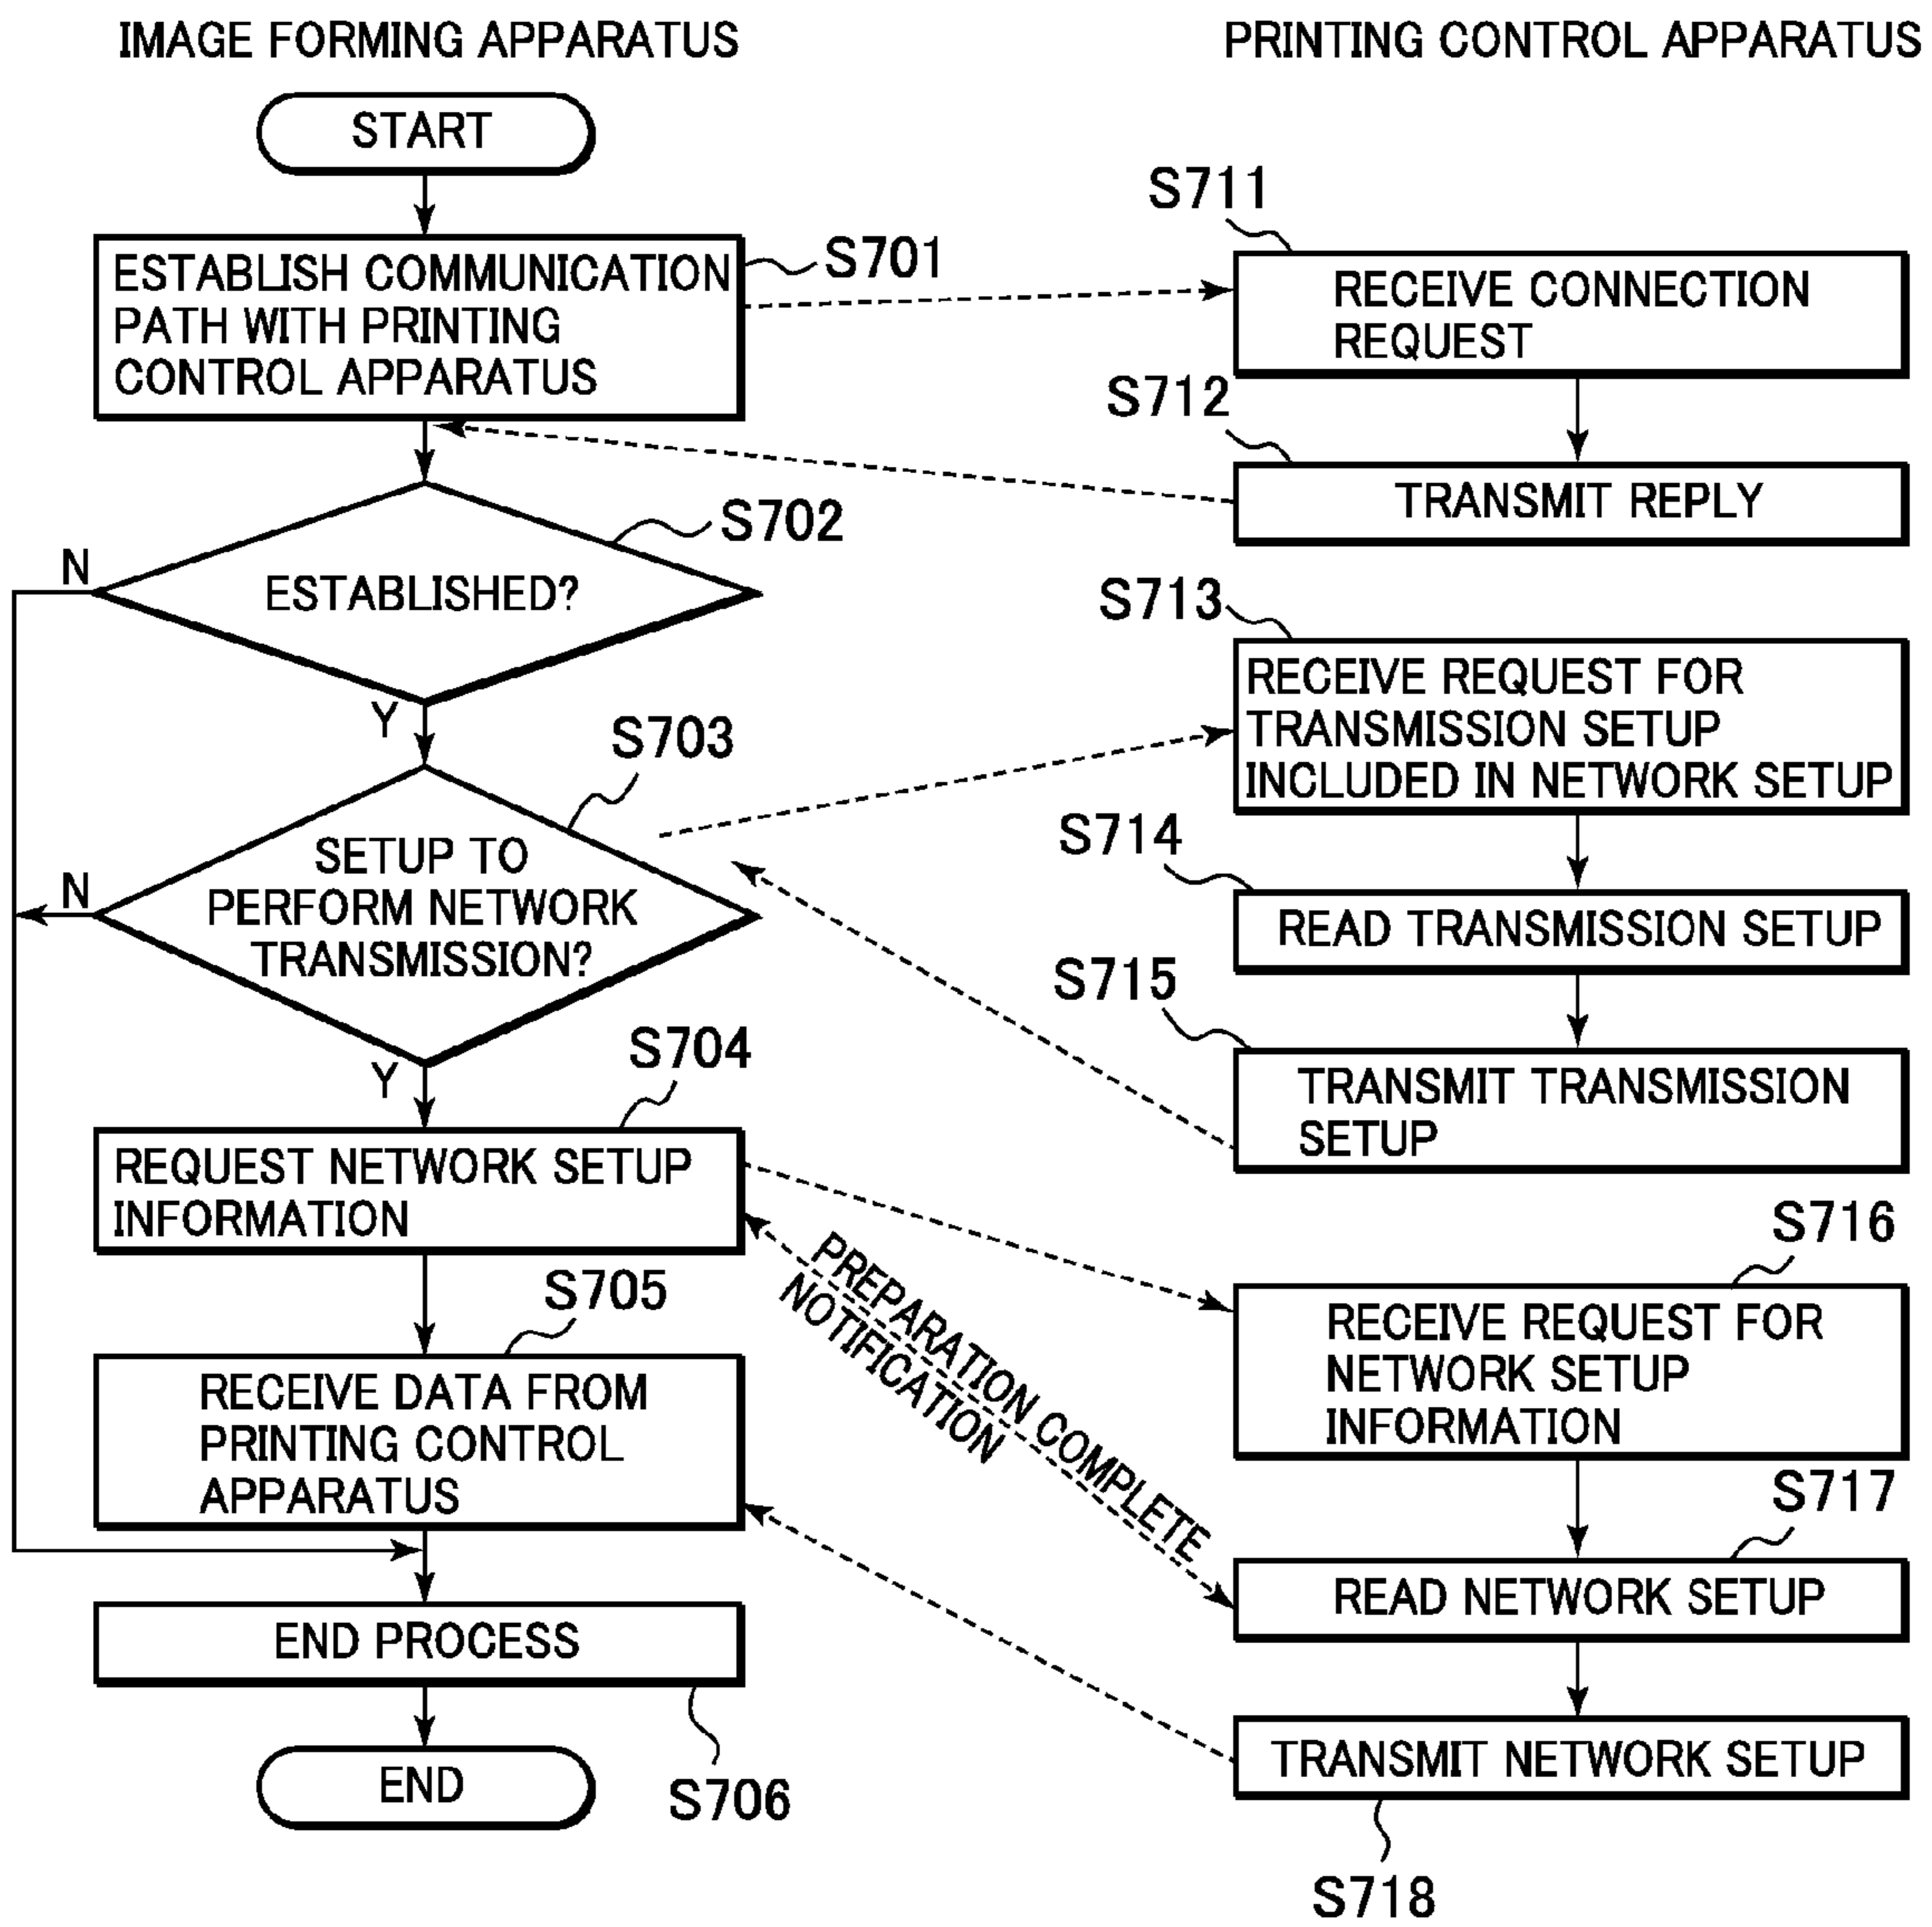 IMAGE FORMING APPARATUS
PRINTING CONTROL APPARATUS
START
S701
ESTABLISH COMMUNICATION
PATH WITH PRINTING
CONTROL APPARATUS
S711
RECEIVE CONNECTION
REQUEST
S712
TRANSMIT REPLY
S702
ESTABLISHED?
N
Y
S703
SETUP TO
PERFORM NETWORK
TRANSMISSION?
N
Y
S713
RECEIVE REQUEST FOR
TRANSMISSION SETUP
INCLUDED IN NETWORK SETUP
S714
READ TRANSMISSION SETUP
S715
TRANSMIT TRANSMISSION
SETUP
S704
REQUEST NETWORK SETUP
INFORMATION
PREPARATION COMPLETE
NOTIFICATION
S716
RECEIVE REQUEST FOR
NETWORK SETUP
INFORMATION
S705
RECEIVE DATA FROM
PRINTING CONTROL
APPARATUS
S717
READ NETWORK SETUP
END PROCESS
S706
TRANSMIT NETWORK SETUP
S718
END